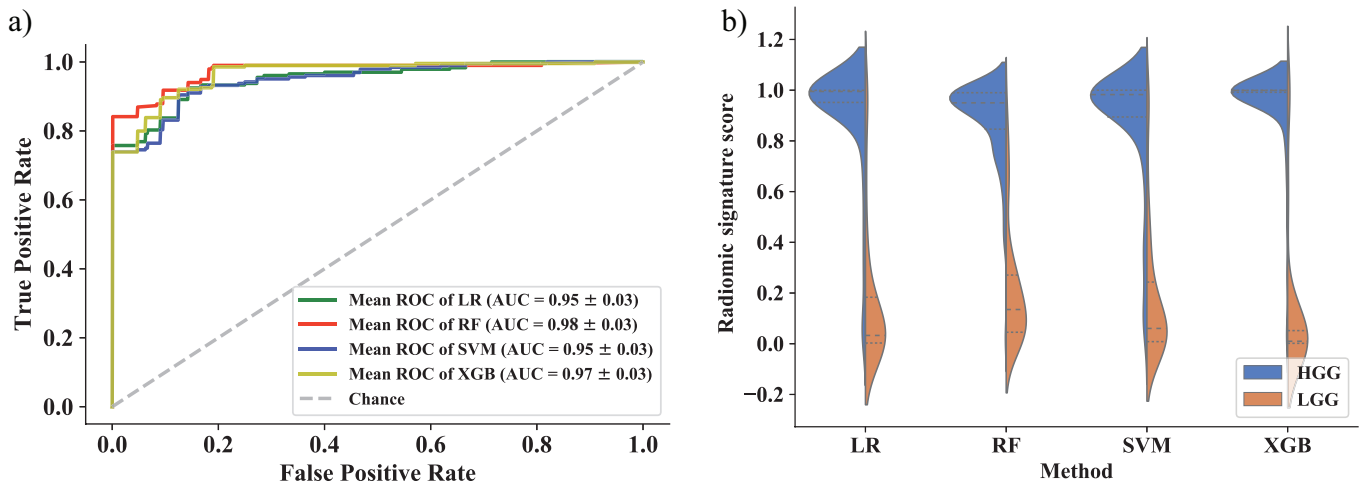 a)
True Positive Rate
1.0
0.8
0.6
0.4
0.2
0.0
0.0 0.2 0.4 0.6 0.8 1.0
False Positive Rate
Mean ROC of LR (AUC = 0.95 ± 0.03)
Mean ROC of RF (AUC = 0.98 ± 0.03)
Mean ROC of SVM (AUC = 0.95 ± 0.03)
Mean ROC of XGB (AUC = 0.97 ± 0.03)
Chance
b)
Radiomic signature score
1.2
1.0
0.8
0.6
0.4
0.2
0.0
−0.2
LR RF SVM XGB
Method
HGG
LGG